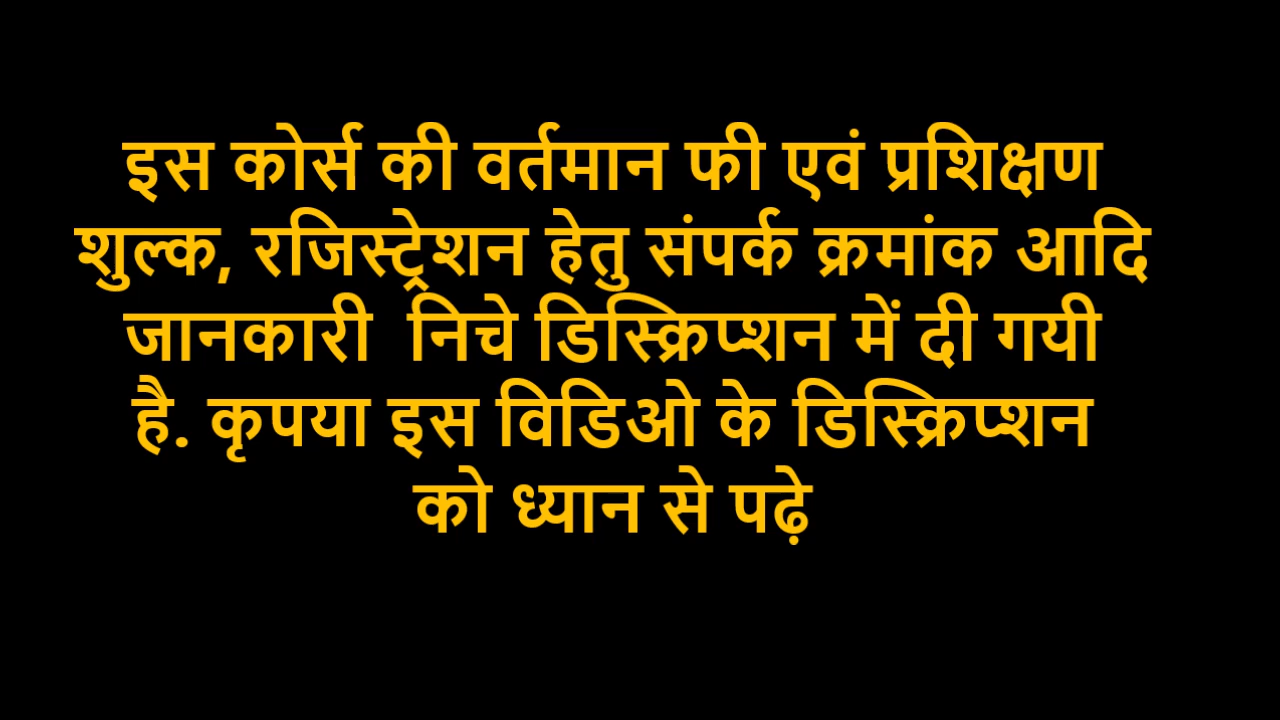 इस कोर्स की वर्तमान फी एवं प्रशिक्षण
शुल्क, रजिस्ट्रेशन हेतु संपर्क क्रमांक आदि
जानकारी  निचे डिस्क्रिप्शन में दी गयी
है. कृपया इस विडिओ के डिस्क्रिप्शन
को ध्यान से पढ़े